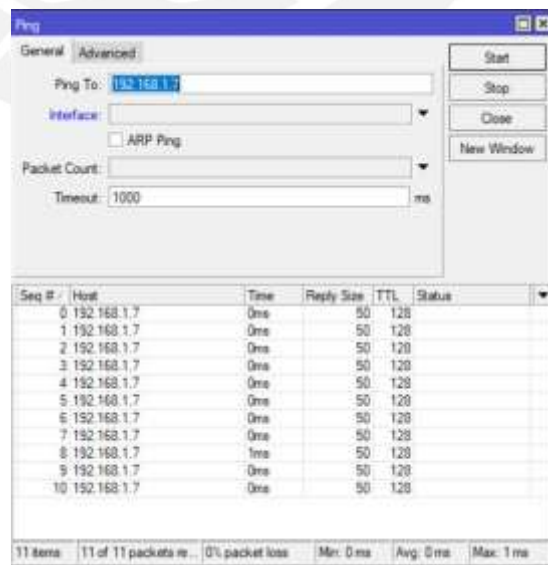 Ping
General Advanced
Start
Ping To: 192.168.1.7
Stop
Interface:
Close
ARP Ping
New Window
Packet Count:
Timeout: 1000 ms
Seq # Host Time Reply Size TTL Status
0 192.168.1.7 0ms 50 128
1 192.168.1.7 0ms 50 128
2 192.168.1.7 0ms 50 128
3 192.168.1.7 0ms 50 128
4 192.168.1.7 0ms 50 128
5 192.168.1.7 0ms 50 128
6 192.168.1.7 0ms 50 128
7 192.168.1.7 0ms 50 128
8 192.168.1.7 1ms 50 128
9 192.168.1.7 0ms 50 128
10 192.168.1.7 0ms 50 128
11 items 11 of 11 packets re... 0% packet loss Min: 0 ms Avg: 0 ms Max: 1 ms